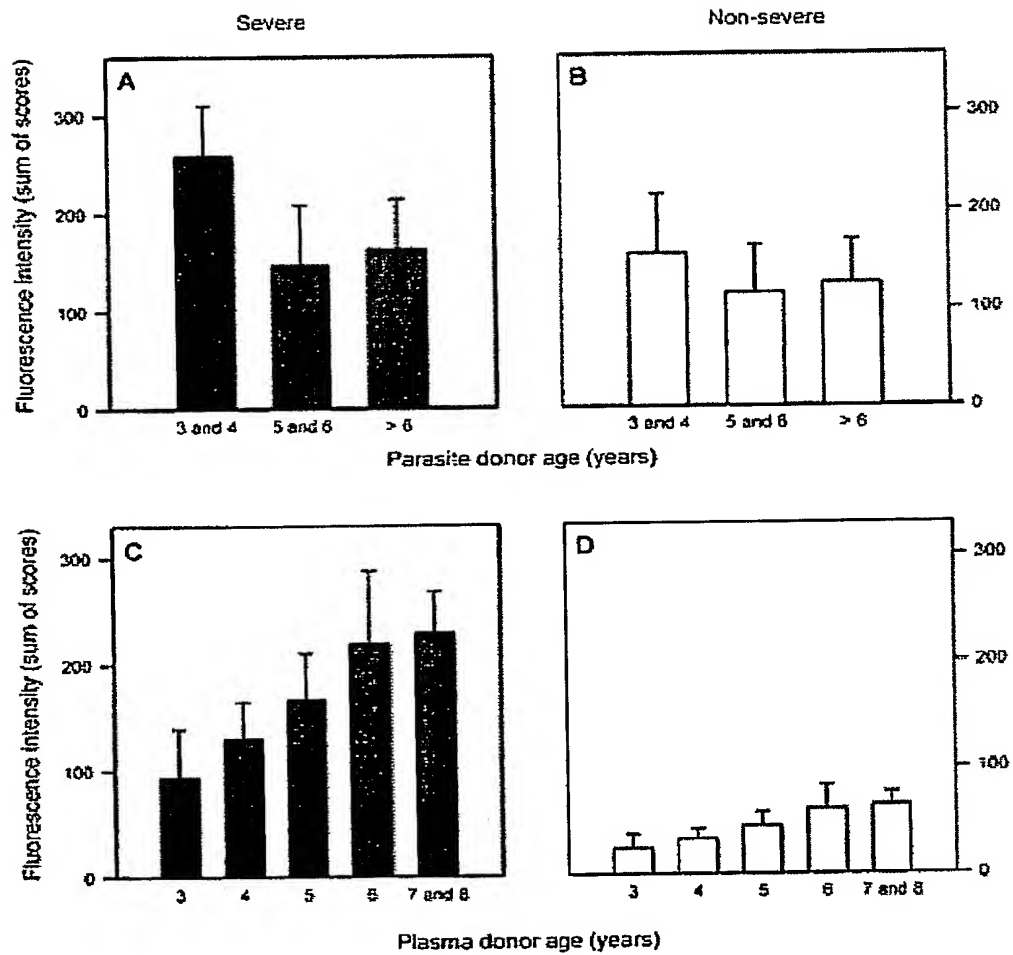 Severe
Non-severe
A
B
Fluorescence Intensity (sum of scores)
300
200
100
0
300
200
100
0
3 and 4
5 and 6
> 6
3 and 4
5 and 6
> 6
Parasite donor age (years)
C
D
Fluorescence Intensity (sum of scores)
300
200
100
0
300
200
100
0
3
4
5
6
7 and 8
3
4
5
6
7 and 8
Plasma donor age (years)